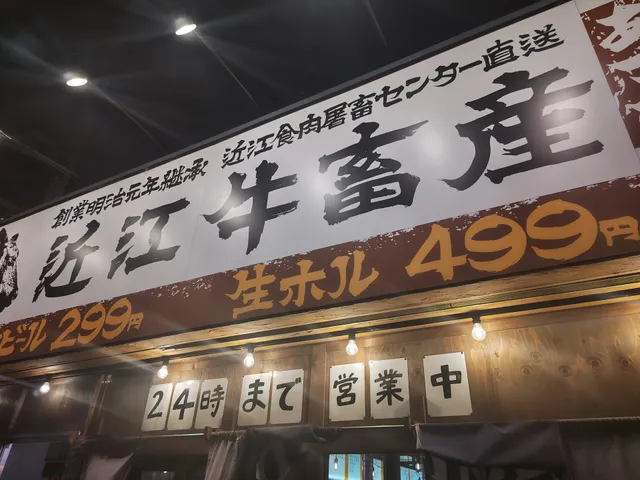 創業明治元年継承 近江食肉屠畜センター直送
近江牛畜産
ビール 299円 生ホル 499円
24時まで営業中